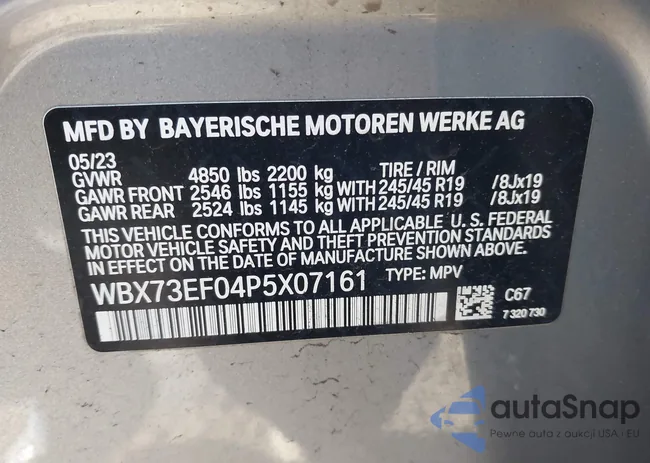 MFD BY BAYERISCHE MOTOREN WERKE AG
05/23
GVWR 4850 lbs 2200 kg TIRE / RIM
GAWR FRONT 2546 lbs 1155 kg WITH 245/45 R19 /8Jx19
GAWR REAR 2524 lbs 1145 kg WITH 245/45 R19 /8Jx19
THIS VEHICLE CONFORMS TO ALL APPLICABLE U. S. FEDERAL
MOTOR VEHICLE SAFETY AND THEFT PREVENTION STANDARDS
IN EFFECT ON THE DATE OF MANUFACTURE SHOWN ABOVE.
WBX73EF04P5X07161 TYPE: MPV
C67
7 320 730
autaSnap
Pewne auta z aukcji USA i EU